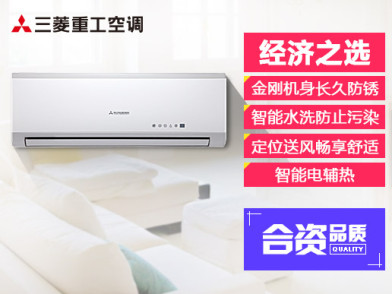 三菱重工空调
经济之选
金刚机身长久防锈
智能水洗防止污染
定位送风畅享舒适
智能电辅热
合资品质
QUALITY